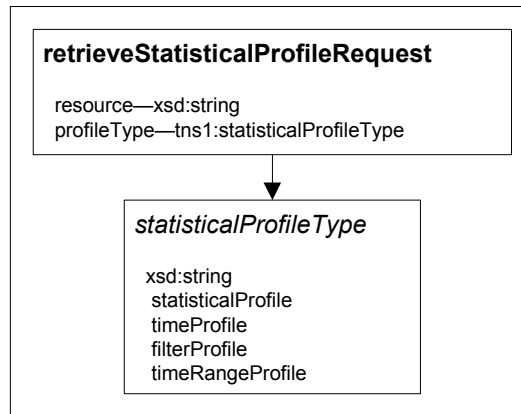 retrieveStatisticalProfileRequest
resource—xsd:string
profileType—tns1:statisticalProfileType
statisticalProfileType
xsd:string
statisticalProfile
timeProfile
filterProfile
timeRangeProfile